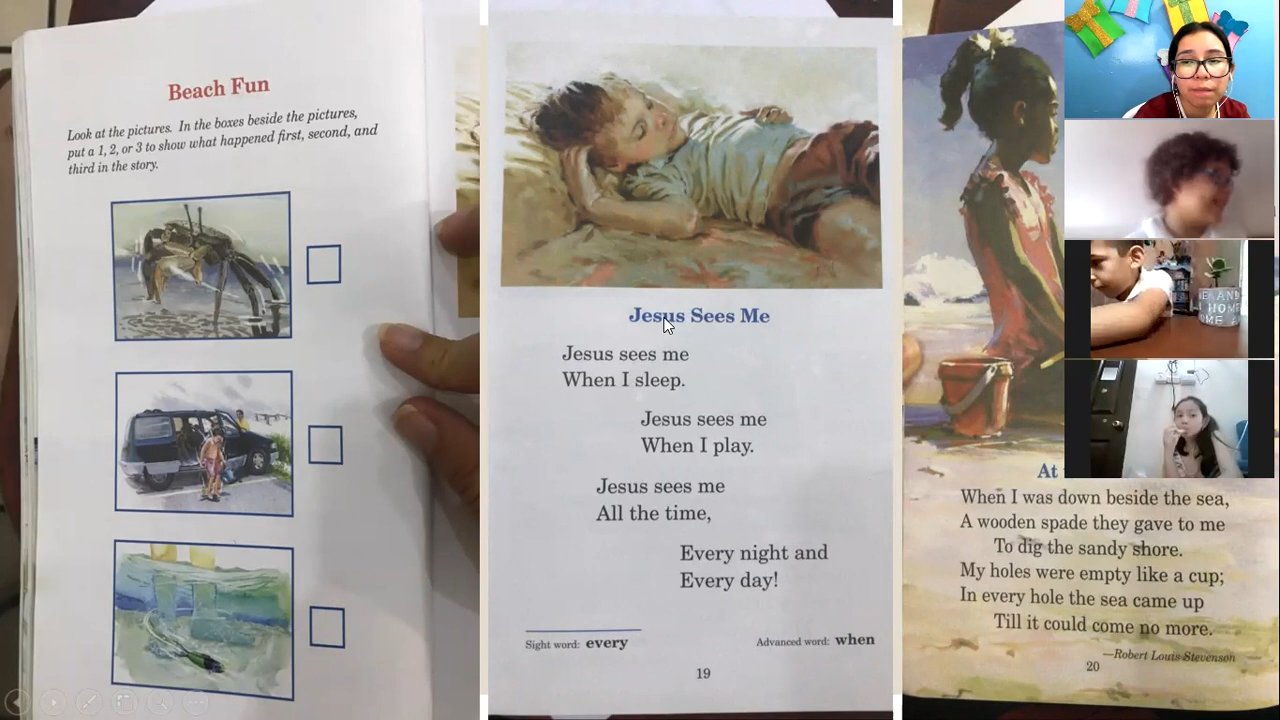 Beach Fun
Look at the pictures. In the boxes beside the pictures,
put a 1, 2, or 3 to show what happened first, second, and
third in the story.
Jesus Sees Me
Jesus sees me
When I sleep.
Jesus sees me
When I play.
Jesus sees me
All the time,
Every night and
Every day!
Sight word: every
Advanced word: when
19
At
When I was down beside the sea,
A wooden spade they gave to me
To dig the sandy shore.
My holes were empty like a cup;
In every hole the sea came up
Till it could come no more.
—Robert Louis Stevenson
20